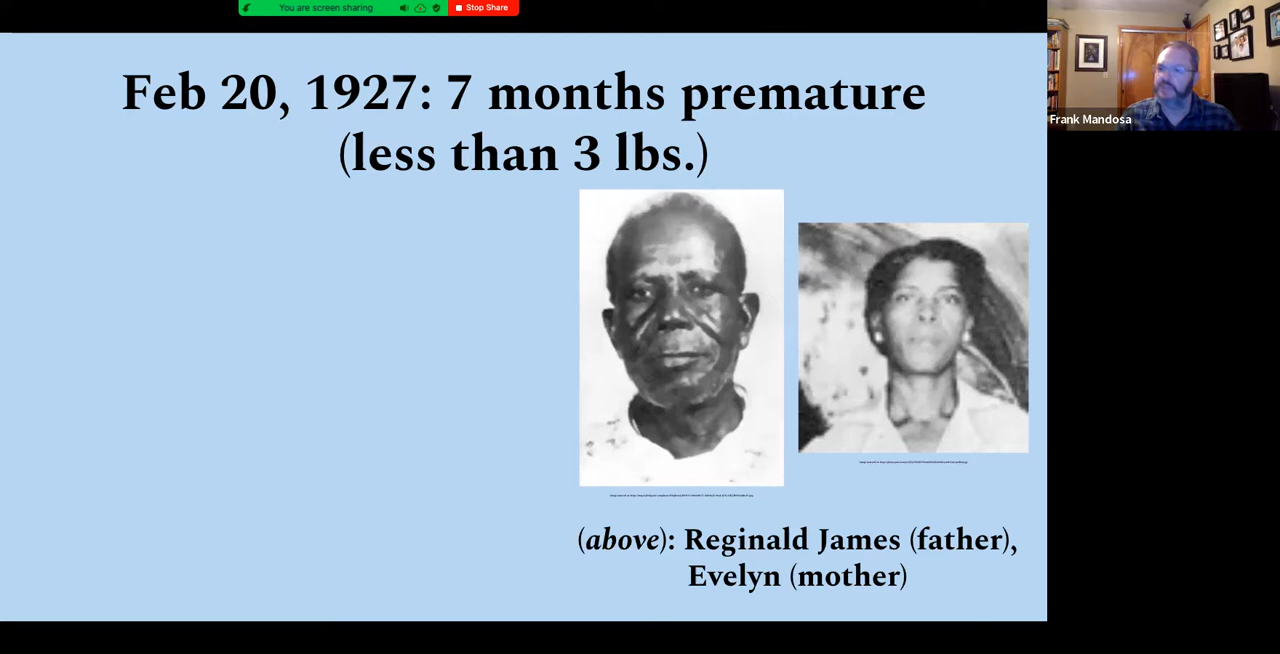 You are screen sharing
Stop Share
Feb 20, 1927: 7 months premature
(less than 3 lbs.)
Frank Mandosa
(above): Reginald James (father),
Evelyn (mother)